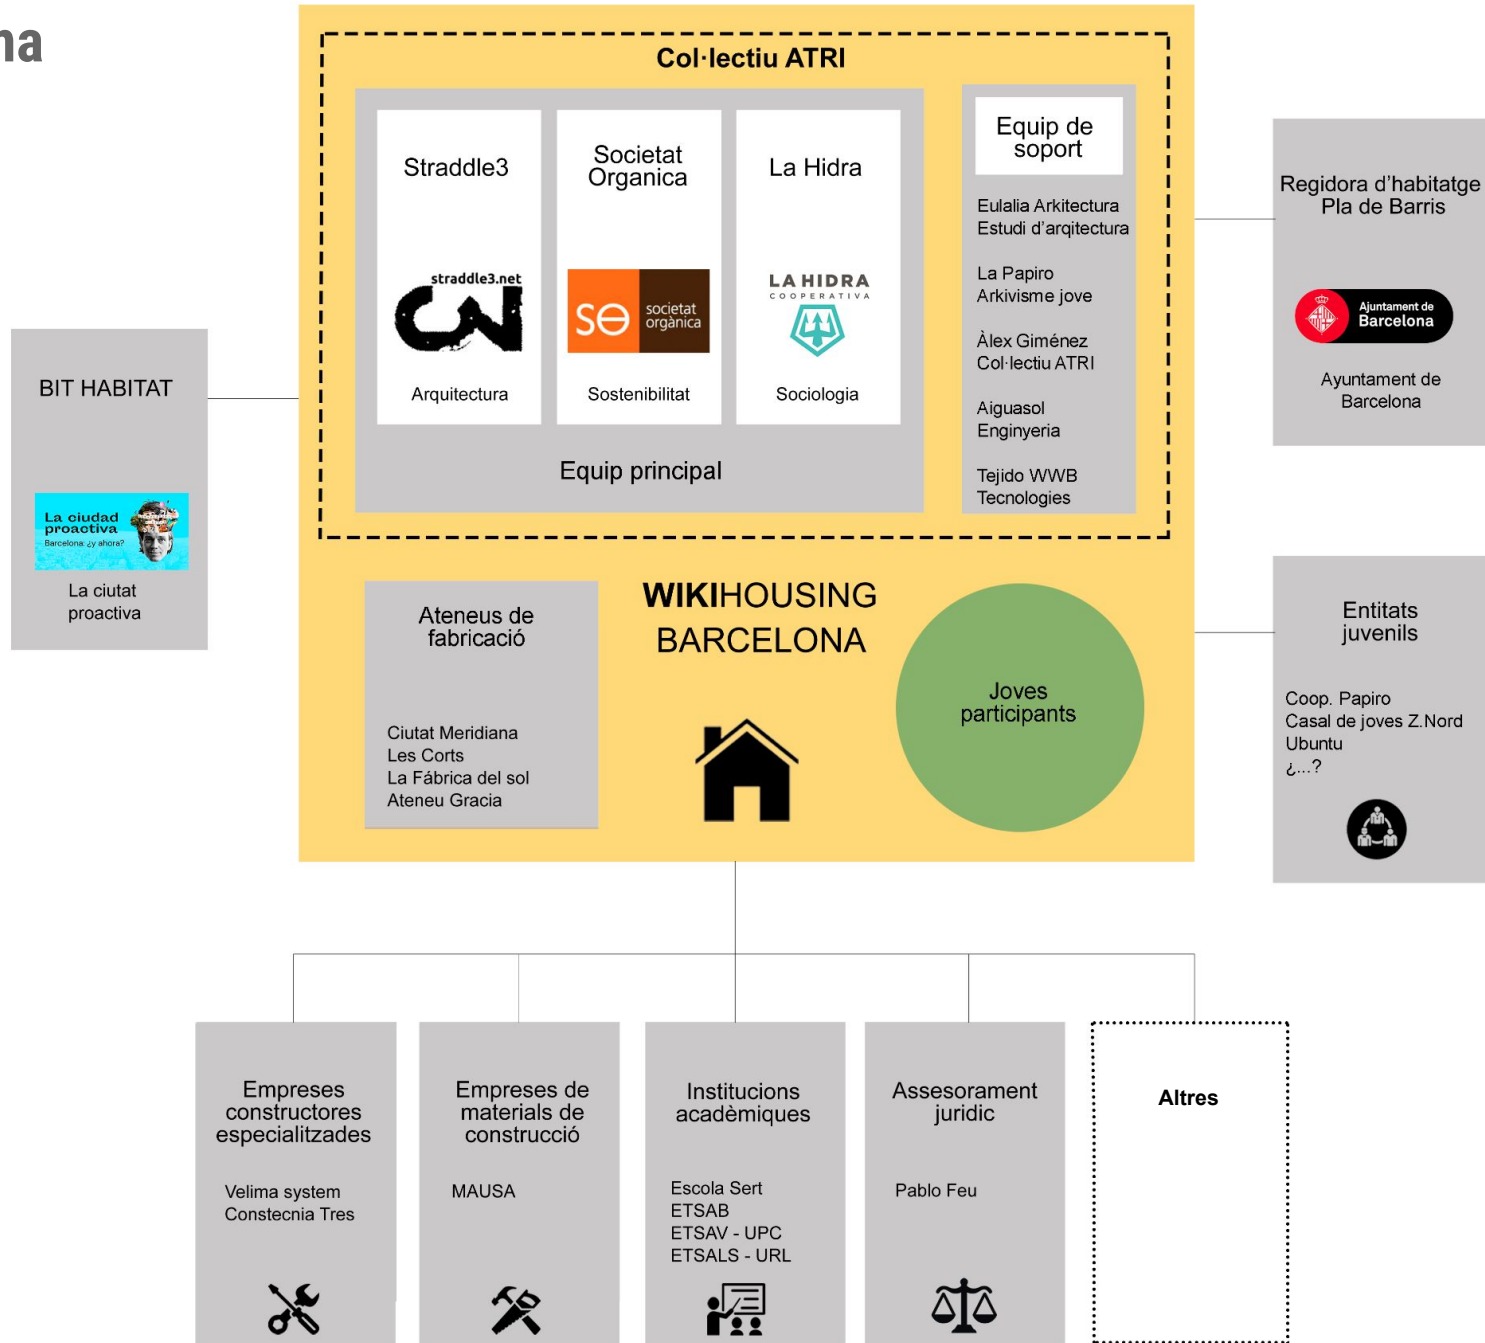 na
Col·lectiu ATRI
Straddle3
straddle3.net
Arquitectura
Societat
Organica
so
societat
orgànica
Sostenibilitat
La Hidra
LA HIDRA
COOPERATIVA
Sociologia
Equip principal
Equip de
soport
Eulalia Arkitectura
Estudi d'arqitectura
La Papiro
Arkivisme jove
Àlex Giménez
Col·lectiu ATRI
Aiguasol
Enginyeria
Tejido WWB
Tecnologies
Regidora d'habitatge
Pla de Barris
Ajuntament de
Barcelona
Ayuntament de
Barcelona
BIT HABITAT
La ciudad
proactiva
Barcelona: ¿y ahora?
La ciutat
proactiva
Ateneus de
fabricació
Ciutat Meridiana
Les Corts
La Fábrica del sol
Ateneu Gracia
WIKIHOUSING
BARCELONA
Joves
participants
Entitats
juvenils
Coop. Papiro
Casal de joves Z.Nord
Ubuntu
¿...?
Empreses
constructores
especialitzades
Velima system
Constecnia Tres
Empreses de
materials de
construcció
MAUSA
Institucions
acadèmiques
Escola Sert
ETSAB
ETSAV - UPC
ETSALS - URL
Assesorament
juridic
Pablo Feu
Altres